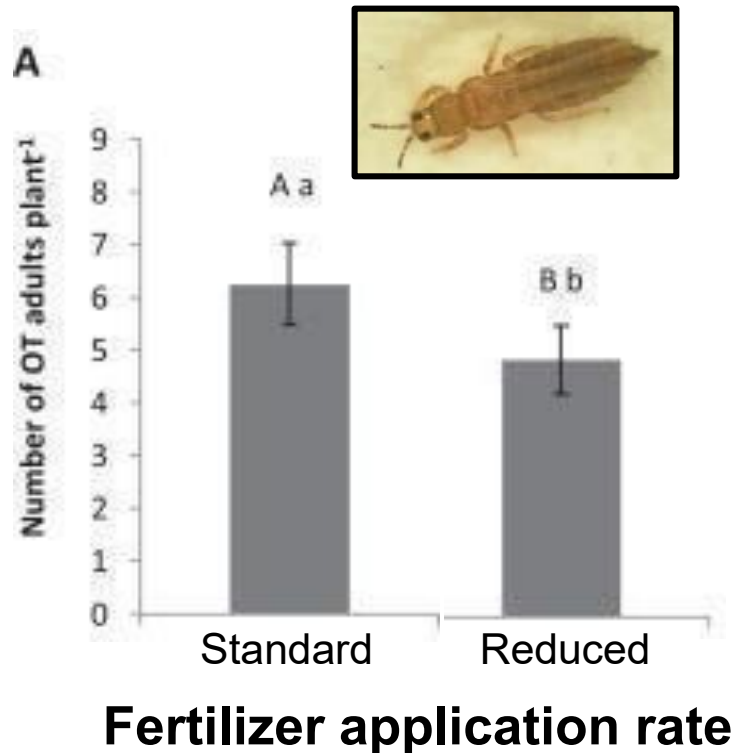 A
Number of OT adults plant⁻¹
9
8
7
6
5
4
3
2
1
0
A a
B b
Standard
Reduced
Fertilizer application rate